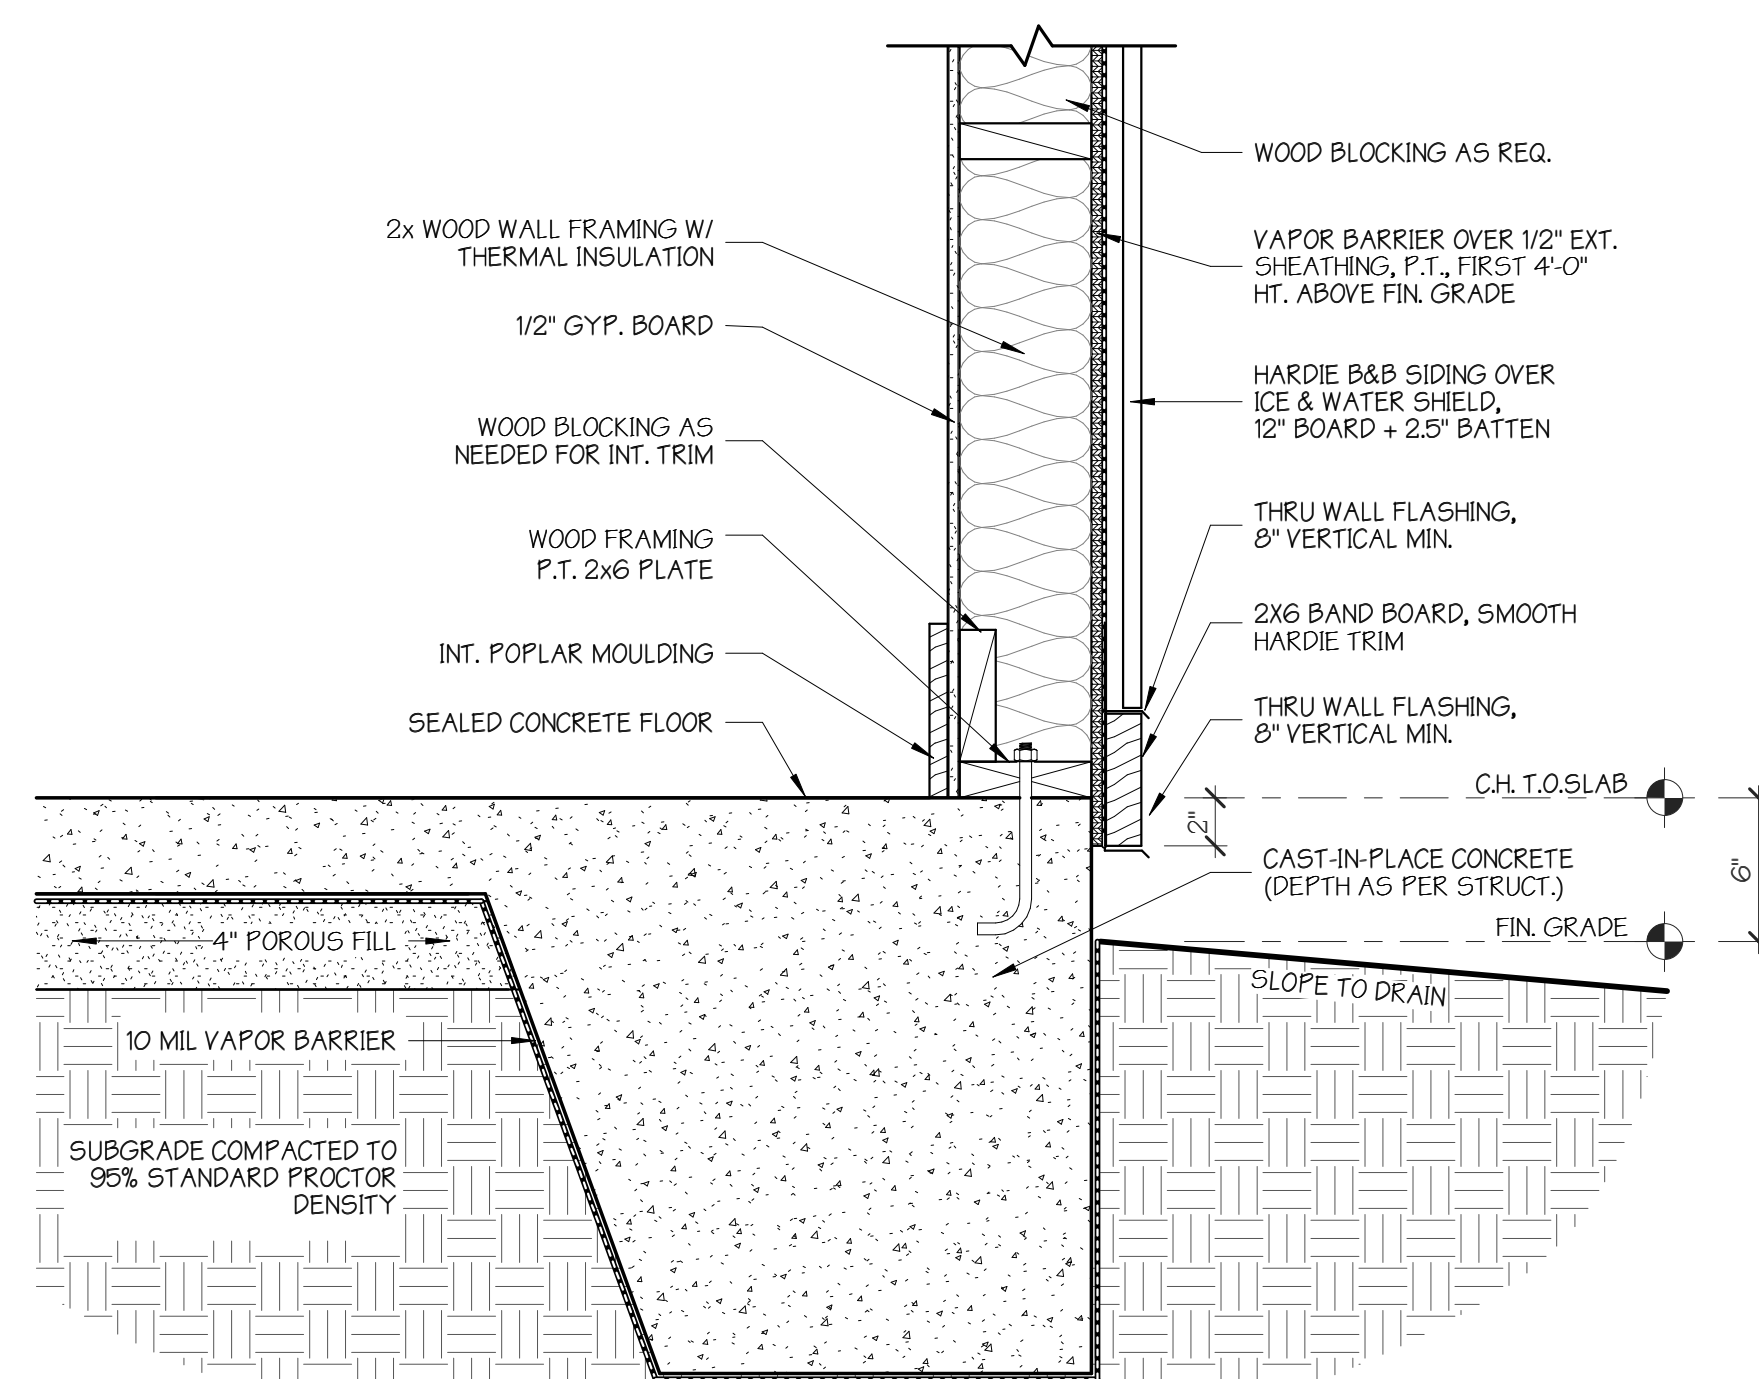 2x WOOD WALL FRAMING W/
THERMAL INSULATION
1/2" GYP. BOARD
WOOD BLOCKING AS
NEEDED FOR INT. TRIM
WOOD FRAMING
P.T. 2x6 PLATE
INT. POPLAR MOULDING
SEALED CONCRETE FLOOR
4" POROUS FILL
10 MIL VAPOR BARRIER
SUBGRADE COMPACTED TO
95% STANDARD PROCTOR
DENSITY
WOOD BLOCKING AS REQ.
VAPOR BARRIER OVER 1/2" EXT.
SHEATHING, P.T., FIRST 4'-0"
HT. ABOVE FIN. GRADE
HARDIE B&B SIDING OVER
ICE & WATER SHIELD,
12" BOARD + 2.5" BATTEN
THRU WALL FLASHING,
8" VERTICAL MIN.
2X6 BAND BOARD, SMOOTH
HARDIE TRIM
THRU WALL FLASHING,
8" VERTICAL MIN.
C.H. T.O.SLAB
2"
CAST-IN-PLACE CONCRETE
(DEPTH AS PER STRUCT.)
6"
FIN. GRADE
SLOPE TO DRAIN